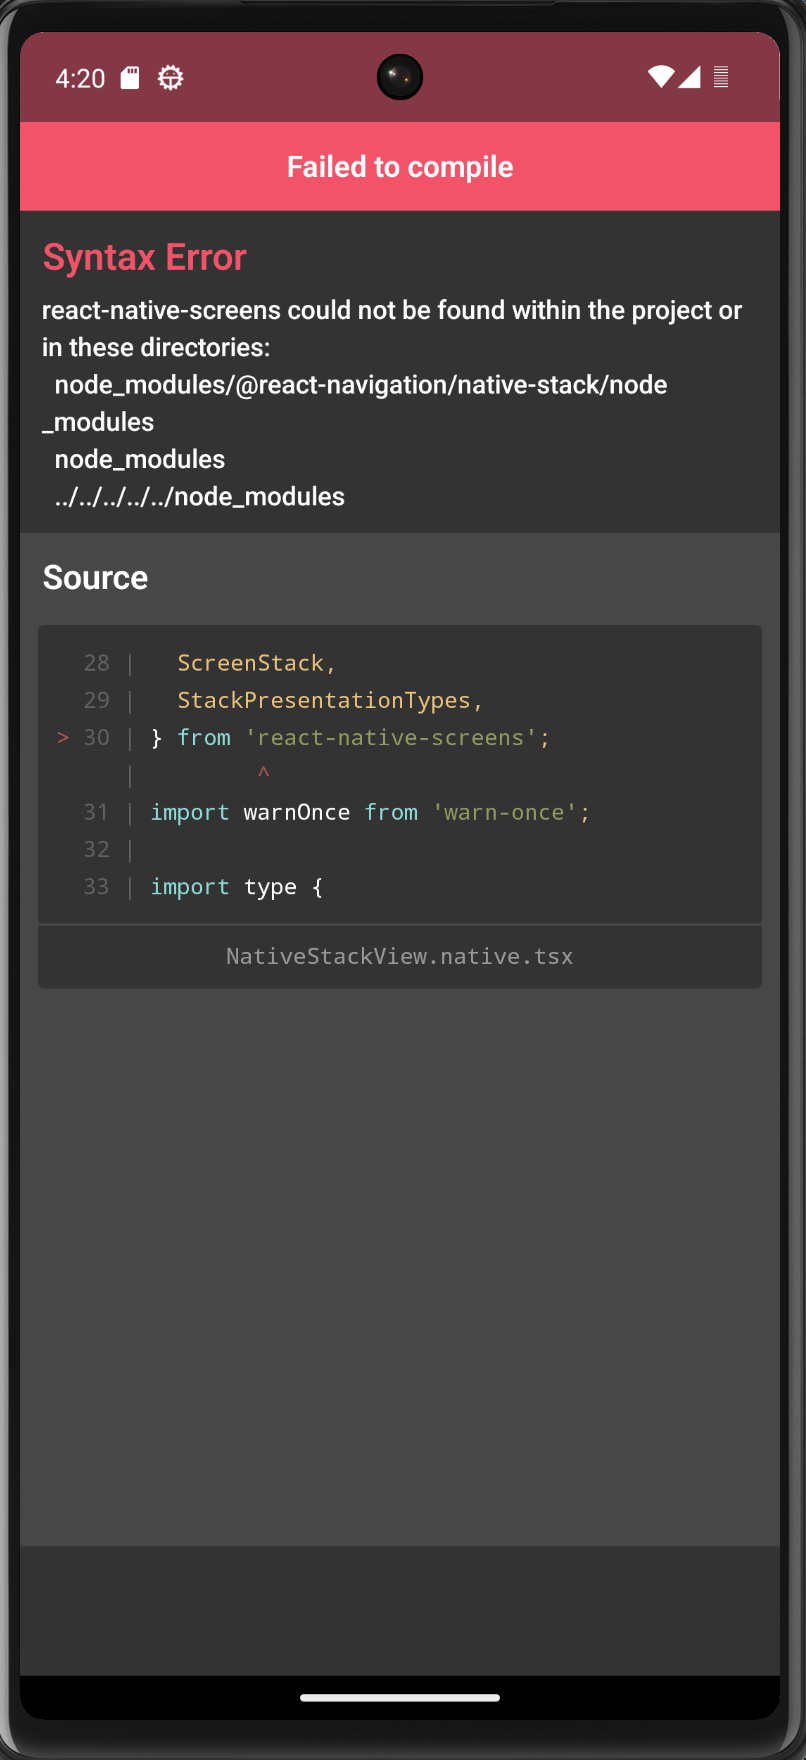 4:20
Failed to compile
Syntax Error
react-native-screens could not be found within the project or
in these directories:
node_modules/@react-navigation/native-stack/node
_modules
node_modules
../../../../../node_modules
Source
28 |   ScreenStack,
29 |   StackPresentationTypes,
> 30 | } from 'react-native-screens';
|         ^
31 | import warnOnce from 'warn-once';
32 |
33 | import type {
NativeStackView.native.tsx